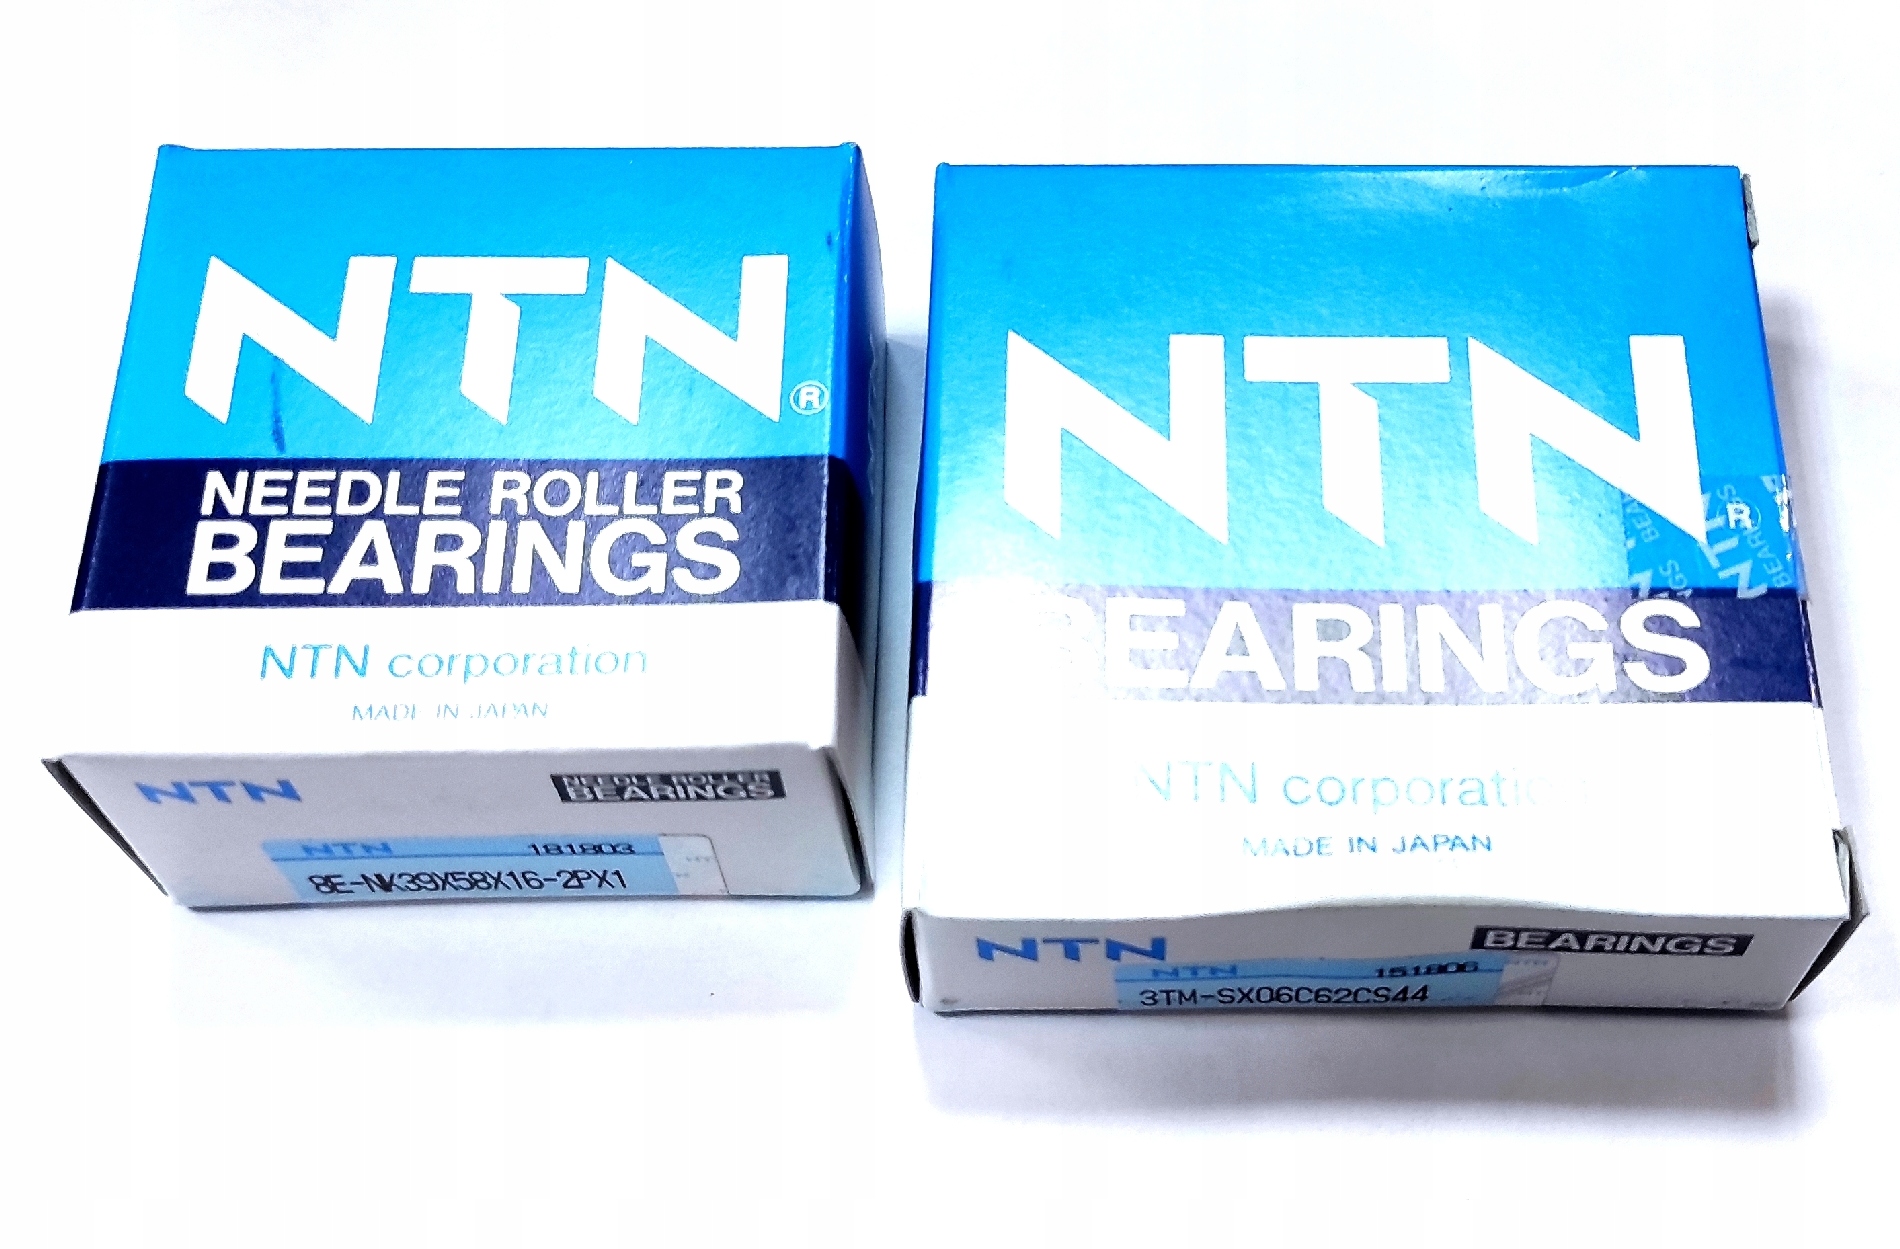 NTN®
NEEDLE ROLLER
BEARINGS
NTN corporation
MADE IN JAPAN
NTN
NEEDLE ROLLER
BEARINGS
NTN 181803
8E-NK39X58X16-2PX1
NTN®
BEARINGS
NTN corporation
MADE IN JAPAN
NTN
BEARINGS
NTN 151806
3TM-SX06C62CS44